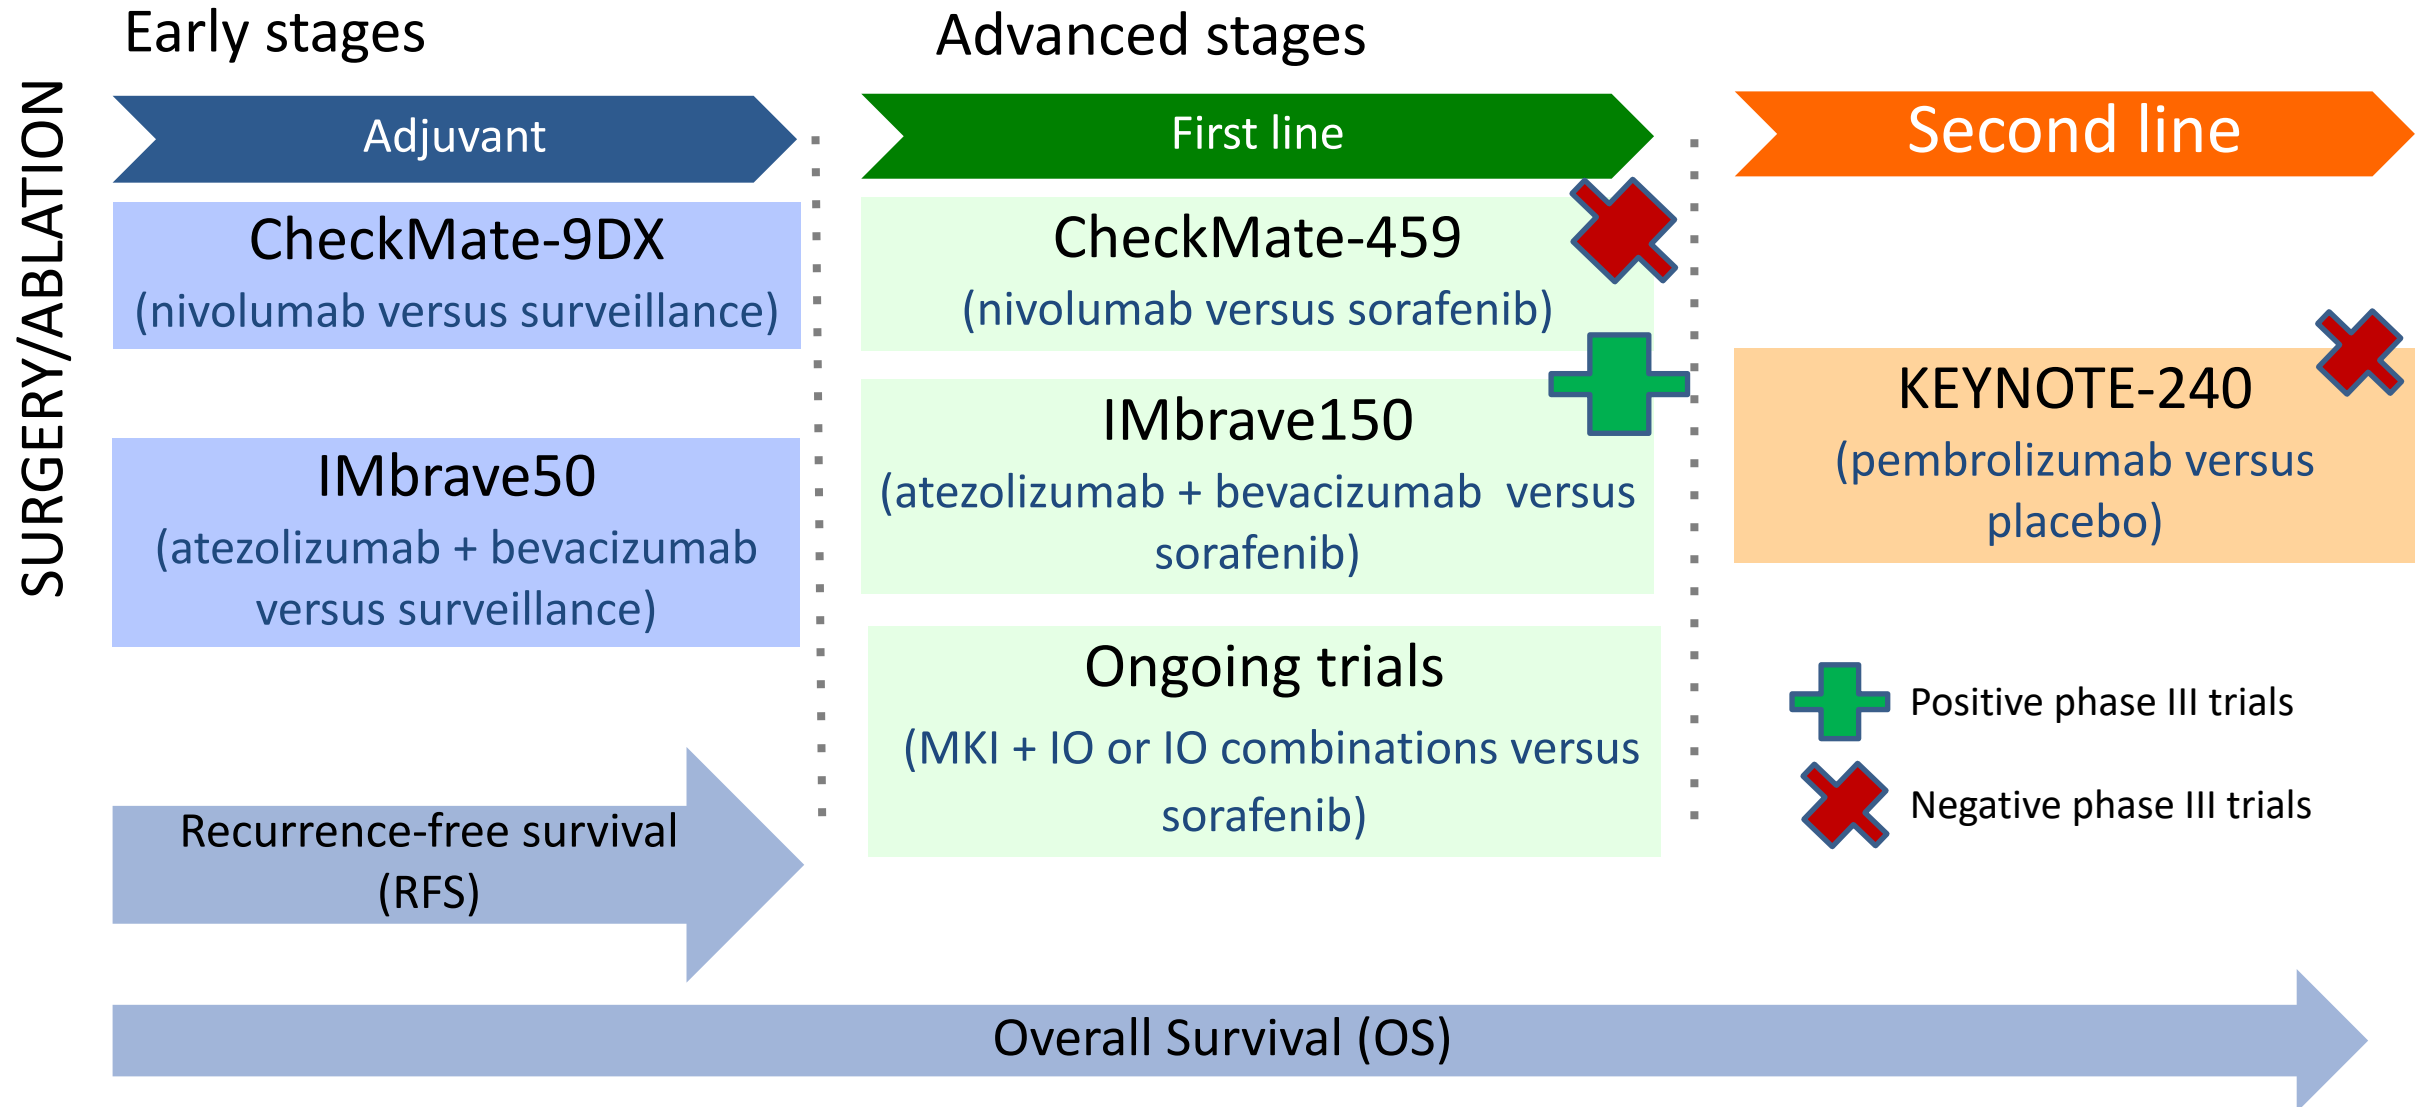 Early stages
Advanced stages
SURGERY/ABLATION
Adjuvant
First line
Second line
CheckMate-9DX
(nivolumab versus surveillance)
IMbrave50
(atezolizumab + bevacizumab
versus surveillance)
CheckMate-459
(nivolumab versus sorafenib)
IMbrave150
(atezolizumab + bevacizumab versus
sorafenib)
Ongoing trials
(MKI + IO or IO combinations versus
sorafenib)
KEYNOTE-240
(pembrolizumab versus
placebo)
Positive phase III trials
Negative phase III trials
Recurrence-free survival
(RFS)
Overall Survival (OS)